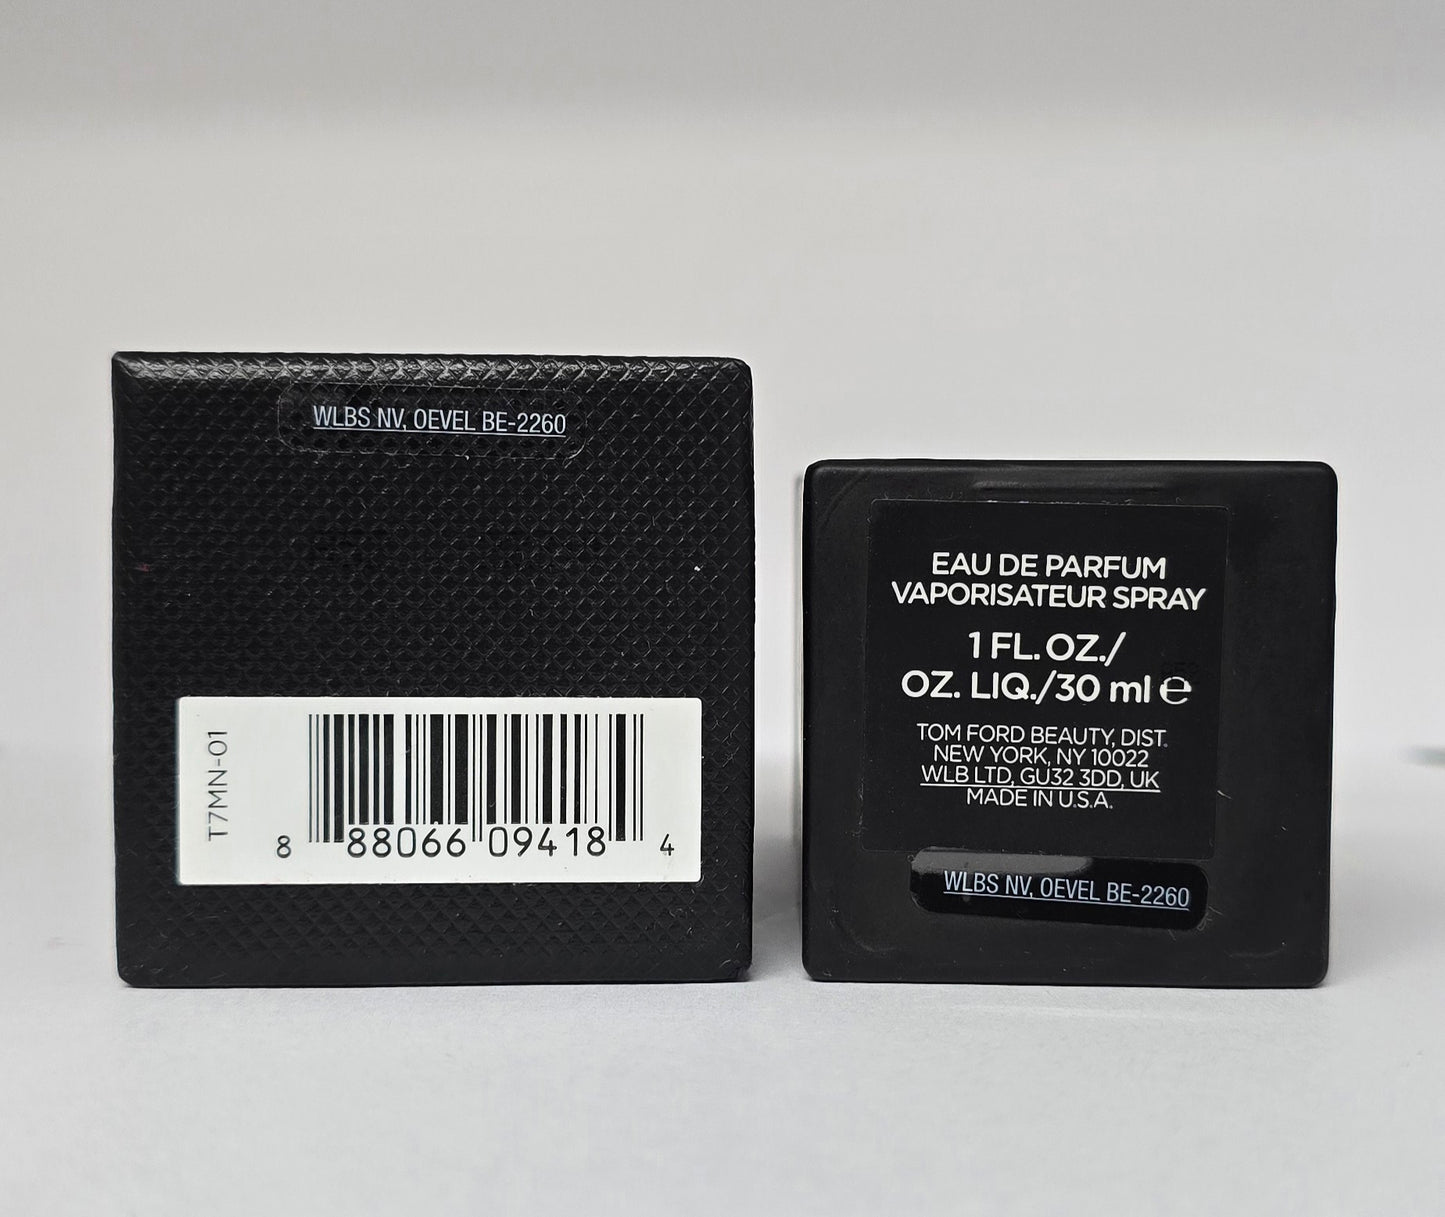 WLBS NV, OEVEL BE-2260
T7MN-01
8 88066 09418 4
EAU DE PARFUM
VAPORISATEUR SPRAY
1 FL. OZ./
OZ. LIQ./30 ml ℮
TOM FORD BEAUTY, DIST.
NEW YORK, NY 10022
WLB LTD, GU32 3DD, UK
MADE IN U.S.A.
WLBS NV, OEVEL BE-2260